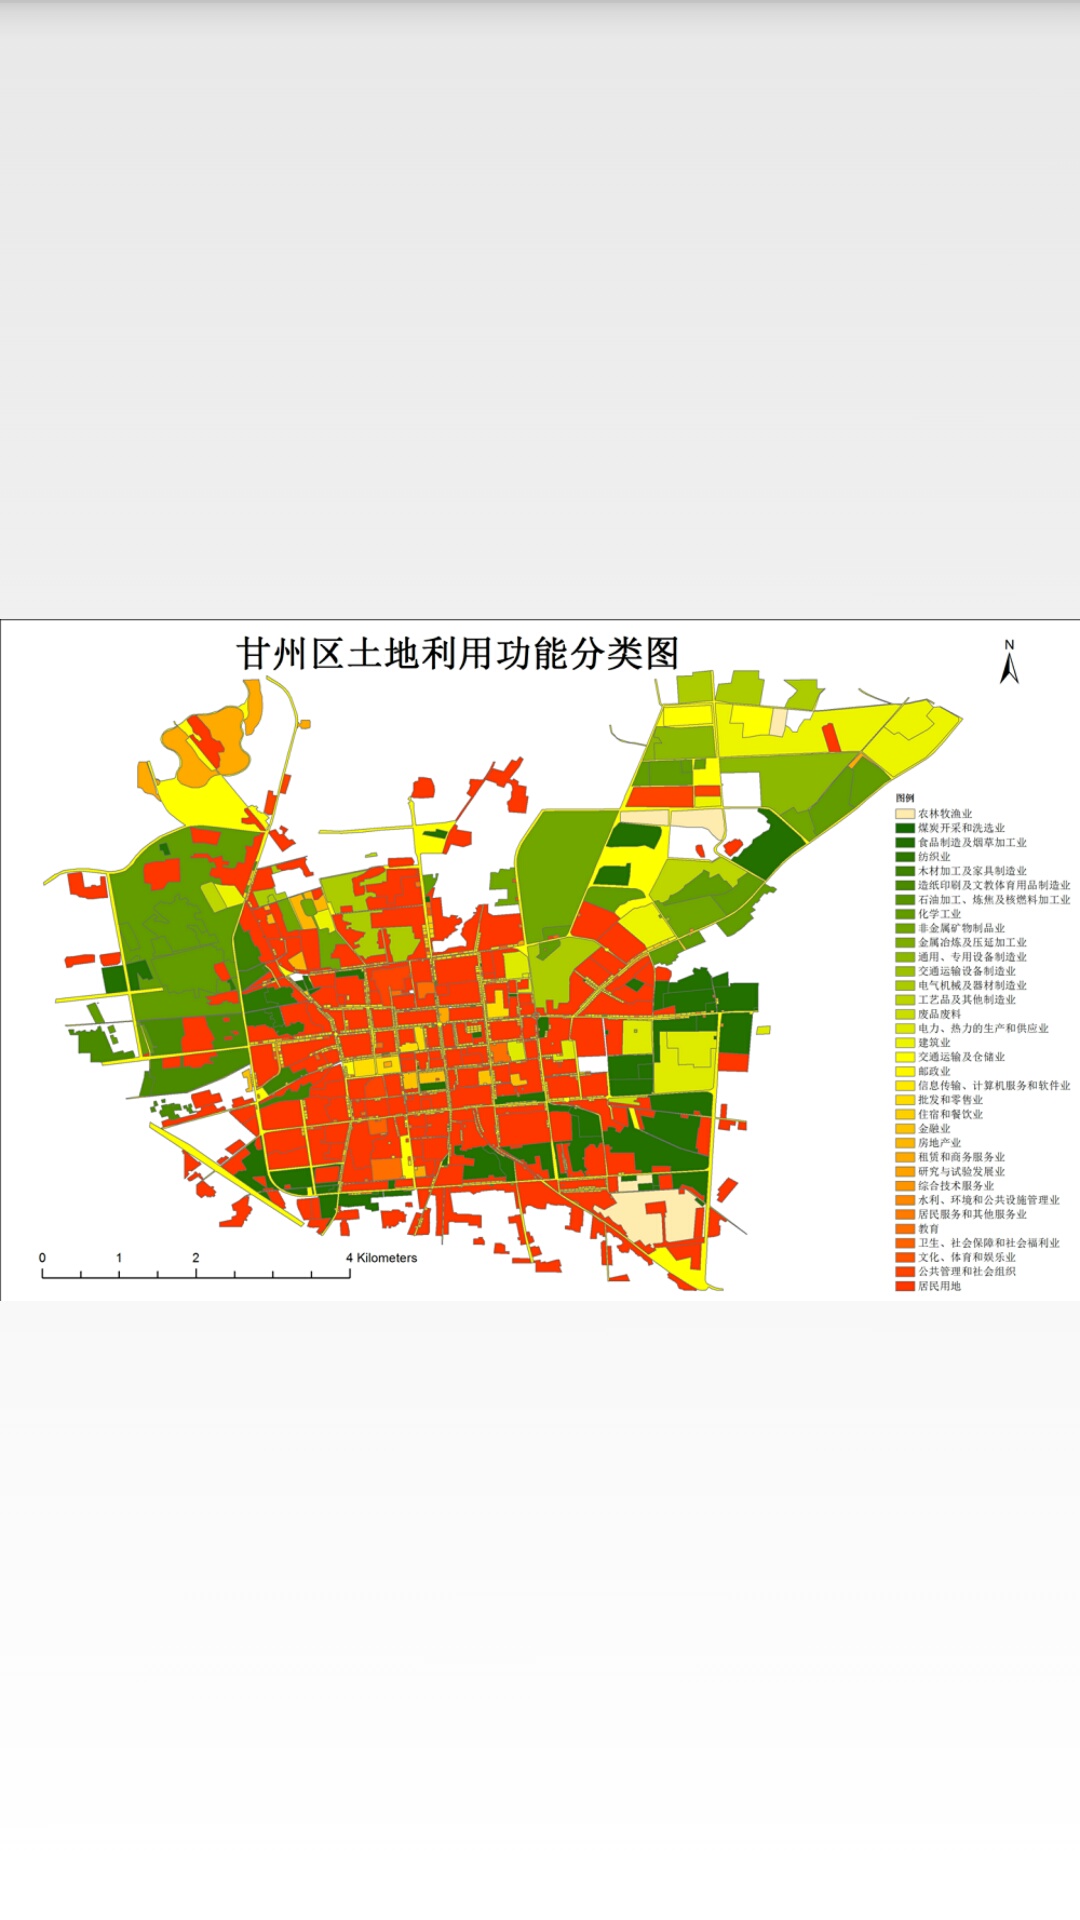 甘州区土地利用功能分类图
N
图例
农林牧渔业
煤炭开采和洗选业
食品制造及烟草加工业
纺织业
木材加工及家具制造业
造纸印刷及文教体育用品制造业
石油加工、炼焦及核燃料加工业
化学工业
非金属矿物制品业
金属冶炼及压延加工业
通用、专用设备制造业
交通运输设备制造业
电气机械及器材制造业
工艺品及其他制造业
废品废料
电力、热力的生产和供应业
建筑业
交通运输及仓储业
邮政业
信息传输、计算机服务和软件业
批发和零售业
住宿和餐饮业
金融业
房地产业
租赁和商务服务业
研究与试验发展业
综合技术服务业
水利、环境和公共设施管理业
居民服务和其他服务业
教育
卫生、社会保障和社会福利业
文化、体育和娱乐业
公共管理和社会组织
居民用地
0 1 2 4 Kilometers